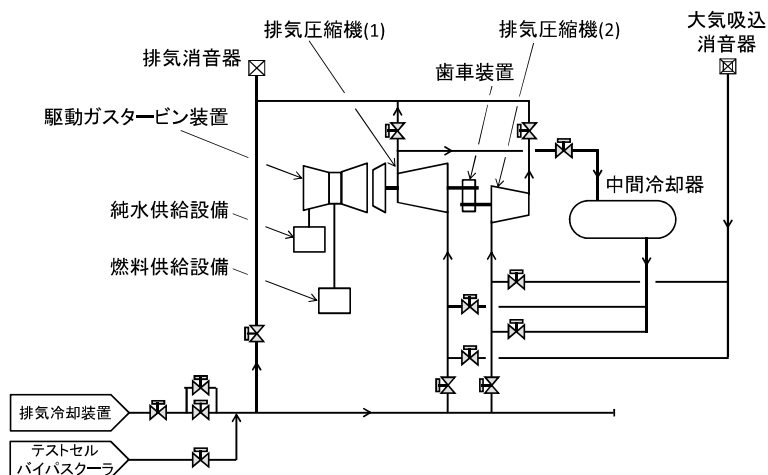 大気吸込
消音器
排気圧縮機(1)
排気圧縮機(2)
排気消音器
歯車装置
駆動ガスタービン装置
中間冷却器
純水供給設備
燃料供給設備
排気冷却装置
テストセル
バイパスクーラ